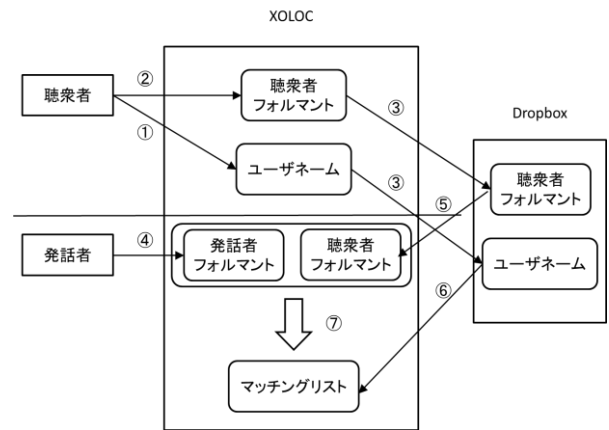 XOLOC
聴衆者
②
聴衆者
フォルマント
③
①
Dropbox
ユーザネーム
③
聴衆者
フォルマント
⑤
発話者
④
発話者
フォルマント
聴衆者
フォルマント
ユーザネーム
⑥
⑦
マッチングリスト